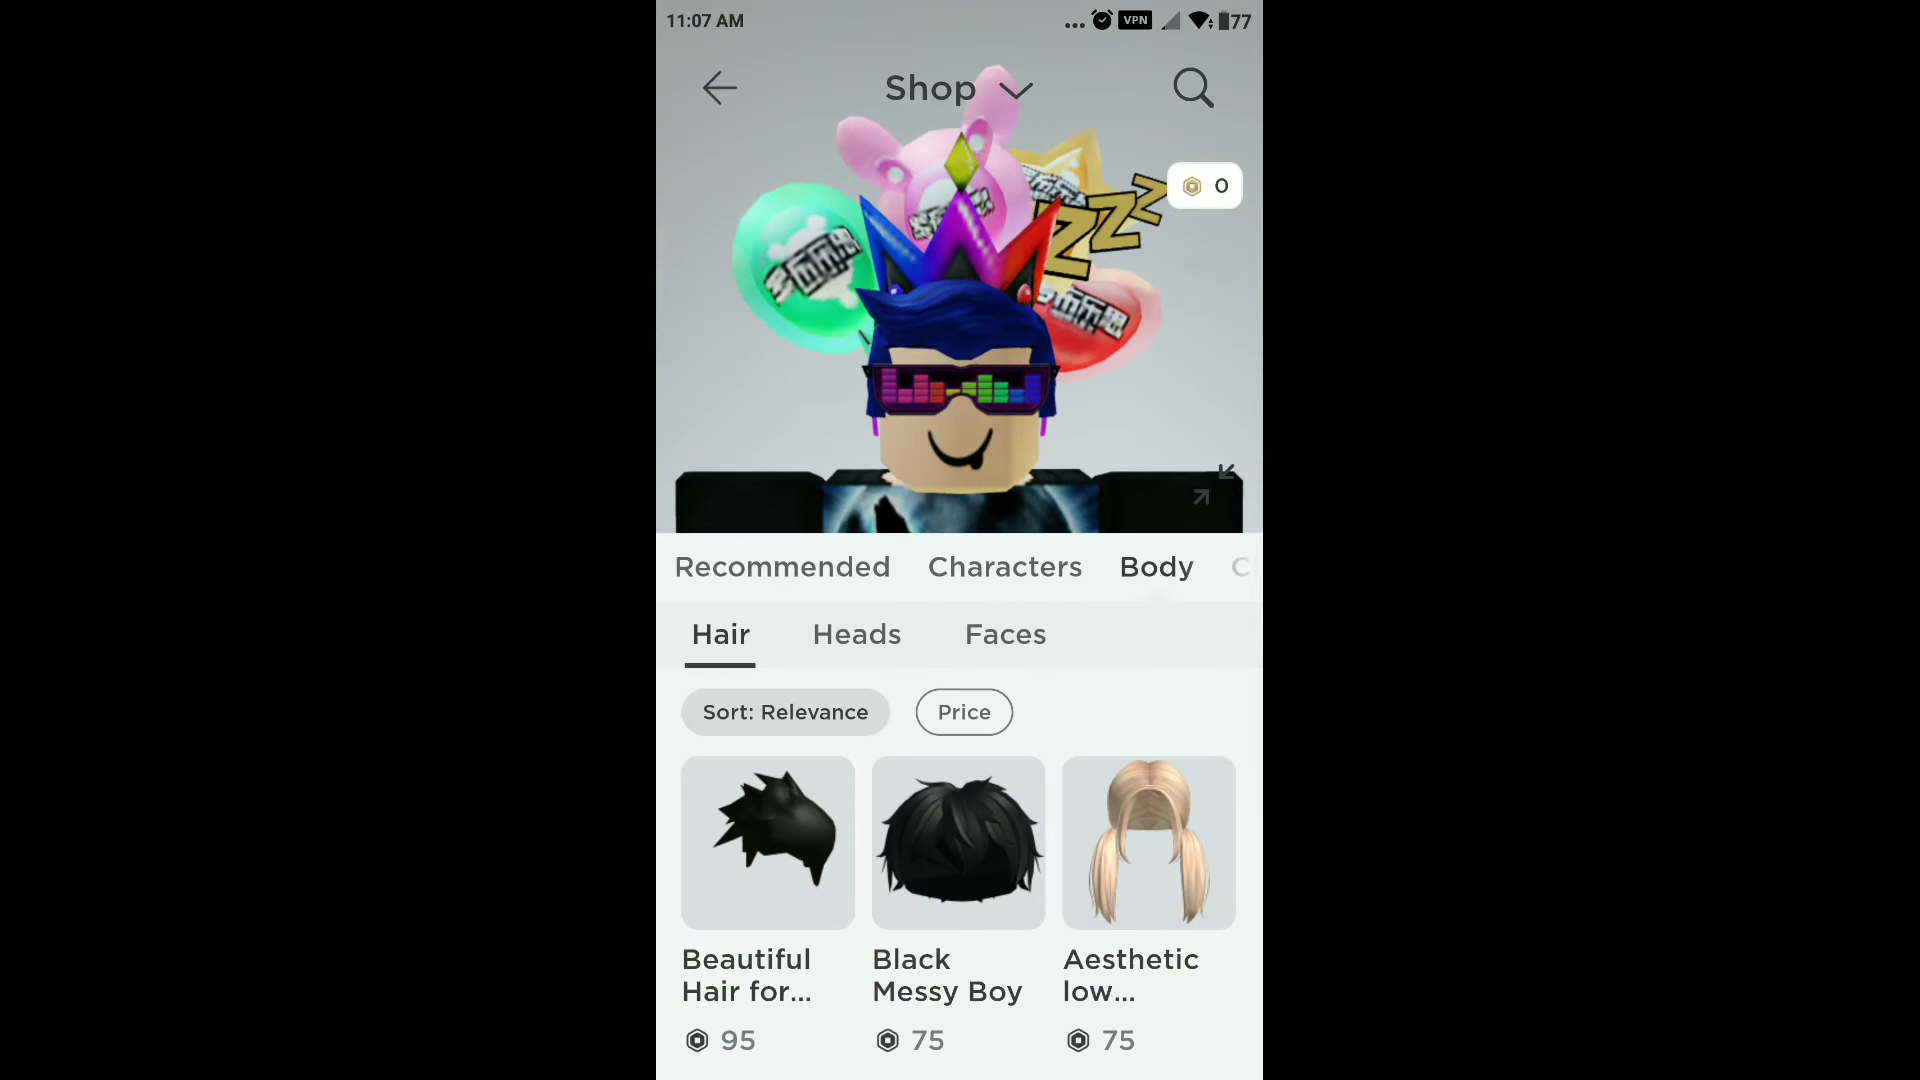 11:07 AM
VPN
77
Shop
0
ZZZ
Recommended Characters Body
Hair Heads Faces
Sort: Relevance Price
Beautiful
Hair for...
Black
Messy Boy
Aesthetic
low...
95
75
75